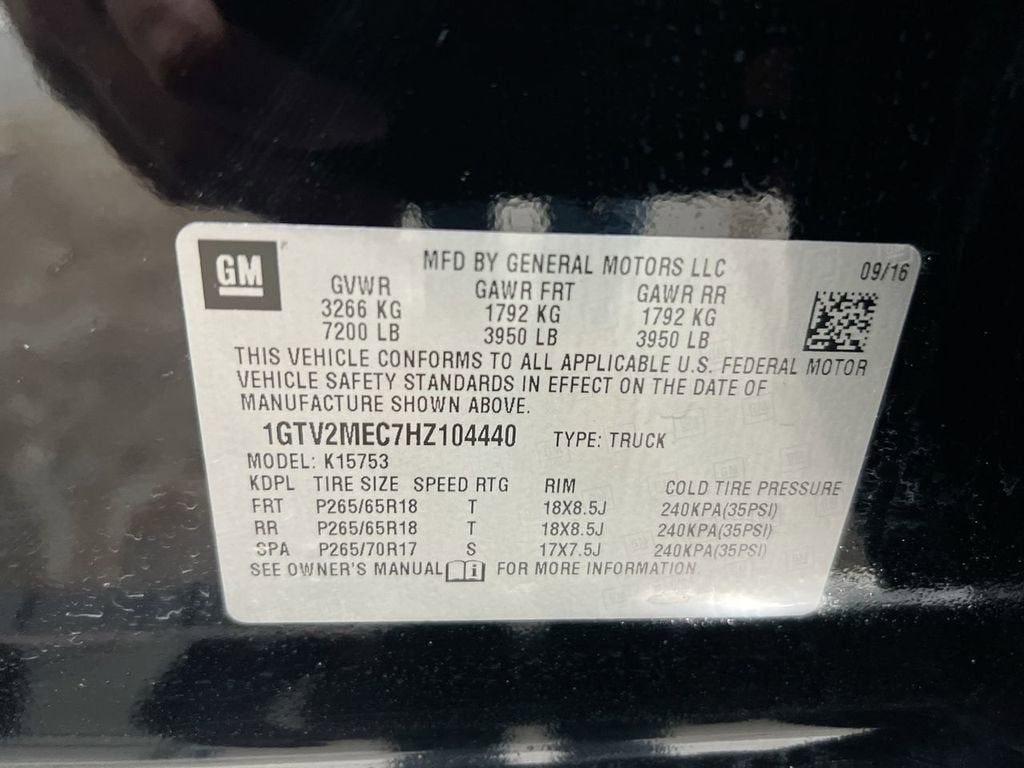 GM
MFD BY GENERAL MOTORS LLC 09/16
GVWR GAWR FRT GAWR RR
3266 KG 1792 KG 1792 KG
7200 LB 3950 LB 3950 LB
THIS VEHICLE CONFORMS TO ALL APPLICABLE U.S. FEDERAL MOTOR
VEHICLE SAFETY STANDARDS IN EFFECT ON THE DATE OF
MANUFACTURE SHOWN ABOVE.
1GTV2MEC7HZ104440 TYPE: TRUCK
MODEL: K15753
KDPL TIRE SIZE SPEED RTG RIM COLD TIRE PRESSURE
FRT P265/65R18 T 18X8.5J 240KPA(35PSI)
RR P265/65R18 T 18X8.5J 240KPA(35PSI)
SPA P265/70R17 S 17X7.5J 240KPA(35PSI)
SEE OWNER'S MANUAL i FOR MORE INFORMATION.